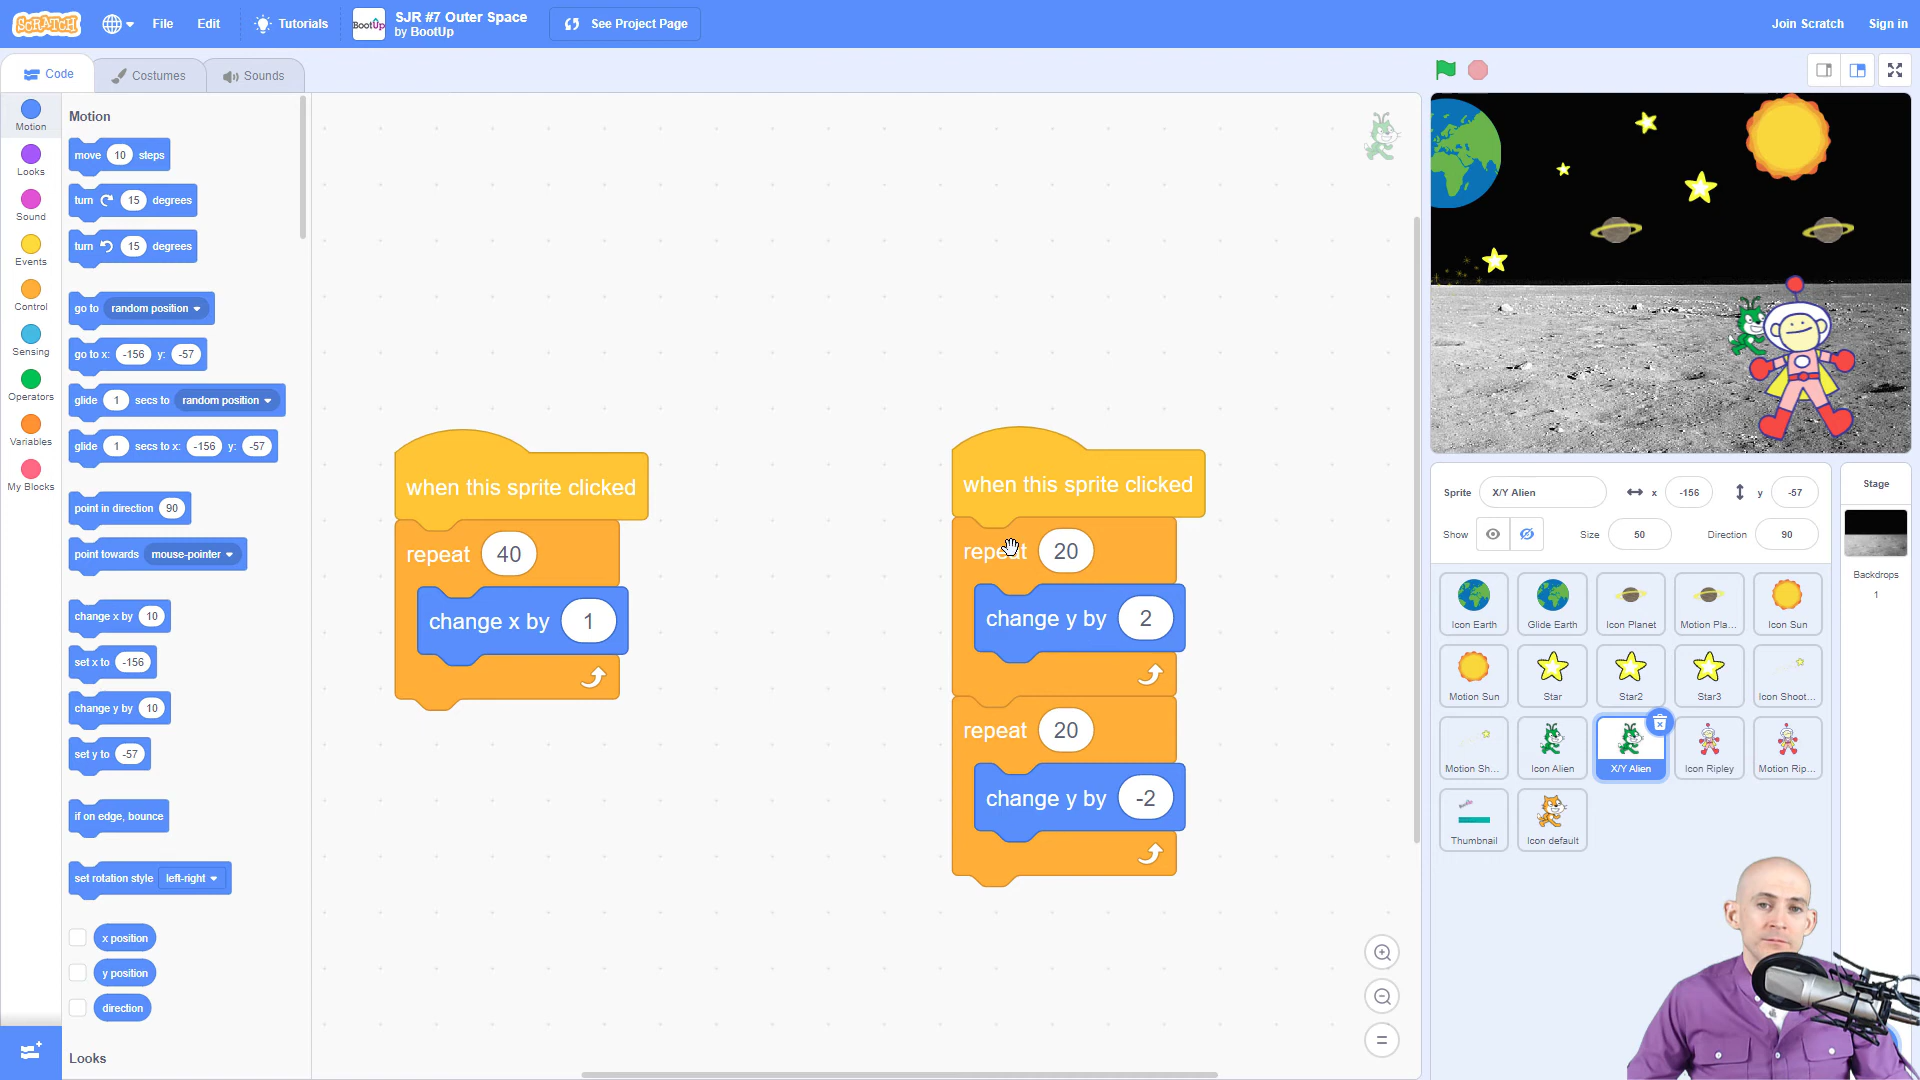 SCRATCH
File
Edit
Tutorials
BootUp
SJR #7 Outer Space
by BootUp
See Project Page
Join Scratch
Sign in
Code
Costumes
Sounds
Motion
Looks
Sound
Events
Control
Sensing
Operators
Variables
My Blocks
Motion
move 10 steps
turn 15 degrees
turn 15 degrees
go to random position
go to x: -156 y: -57
glide 1 secs to random position
glide 1 secs to x: -156 y: -57
point in direction 90
point towards mouse-pointer
change x by 10
set x to -156
change y by 10
set y to -57
if on edge, bounce
set rotation style left-right
x position
y position
direction
Looks
when this sprite clicked
repeat 40
change x by 1
when this sprite clicked
repeat 20
change y by 2
repeat 20
change y by -2
Sprite X/Y Alien x -156 y -57
Show Size 50 Direction 90
Icon Earth
Glide Earth
Icon Planet
Motion Pla...
Icon Sun
Motion Sun
Star
Star2
Star3
Icon Shoot...
Motion Sh...
Icon Alien
X/Y Alien
Icon Ripley
Motion Rip...
Thumbnail
Icon default
Stage
Backdrops
1